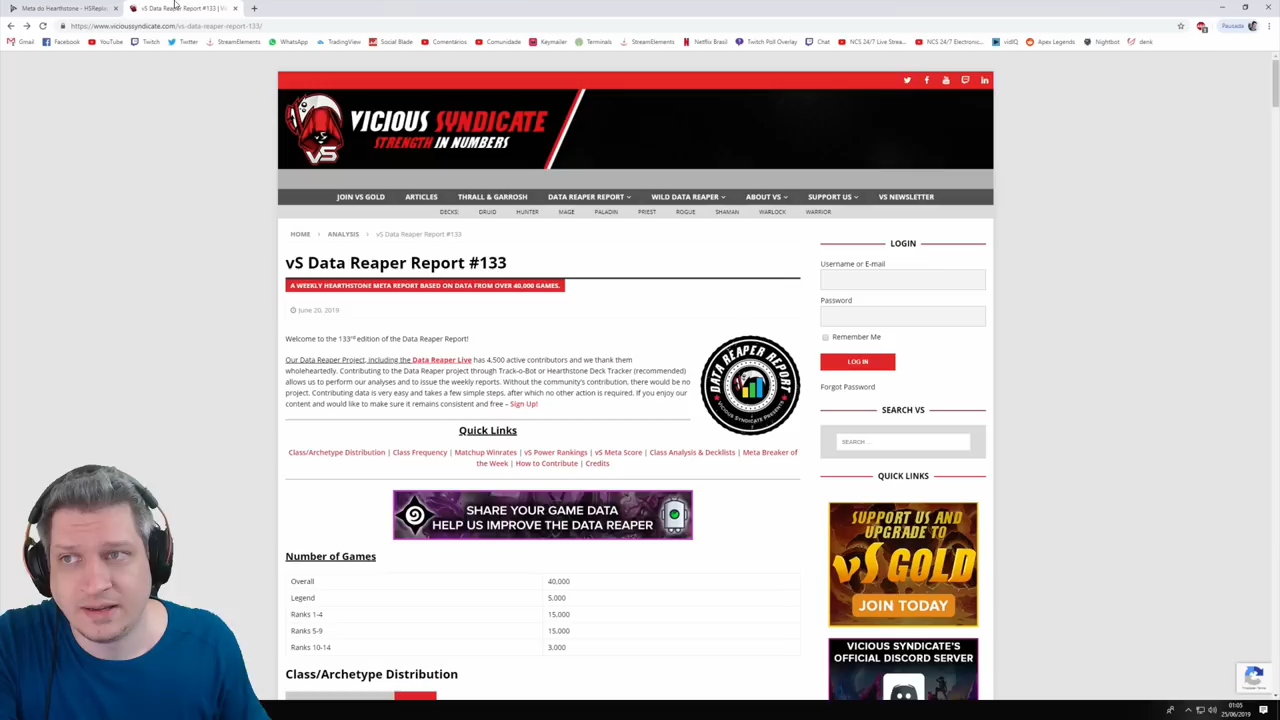 Meta do Hearthstone - HSRepla
vS Data Reaper Report #133 | Vi
https://www.vicioussyndicate.com/vs-data-reaper-report-133/
Pausada
Gmail Facebook YouTube Twitch Twitter StreamElements WhatsApp TradingView Social Blade Comentários Comunidade Keymailer Terminals StreamElements Netflix Brasil Twitch Poll Overlay Chat NCS 24/7 Live Strea... NCS 24/7 Electronic... vidIQ Apex Legends Nightbot denk
VICIOUS SYNDICATE
STRENGTH IN NUMBERS
vS
JOIN VS GOLD ARTICLES THRALL & GARROSH DATA REAPER REPORT WILD DATA REAPER ABOUT VS SUPPORT US VS NEWSLETTER
DECKS: DRUID HUNTER MAGE PALADIN PRIEST ROGUE SHAMAN WARLOCK WARRIOR
HOME › ANALYSIS › vS Data Reaper Report #133
vS Data Reaper Report #133
A WEEKLY HEARTHSTONE META REPORT BASED ON DATA FROM OVER 40,000 GAMES.
June 20, 2019
Welcome to the 133rd edition of the Data Reaper Report!
Our Data Reaper Project, including the Data Reaper Live has 4,500 active contributors and we thank them
wholeheartedly. Contributing to the Data Reaper project through Track-o-Bot or Hearthstone Deck Tracker (recommended)
allows us to perform our analyses and to issue the weekly reports. Without the community's contribution, there would be no
project. Contributing data is very easy and takes a few simple steps, after which no other action is required. If you enjoy our
content and would like to make sure it remains consistent and free – Sign Up!
DATA REAPER REPORT
VICIOUS SYNDICATE PRESENTS
Quick Links
Class/Archetype Distribution | Class Frequency | Matchup Winrates | vS Power Rankings | vS Meta Score | Class Analysis & Decklists | Meta Breaker of
the Week | How to Contribute | Credits
SHARE YOUR GAME DATA
HELP US IMPROVE THE DATA REAPER
Number of Games
Overall 40,000
Legend 5,000
Ranks 1-4 15,000
Ranks 5-9 15,000
Ranks 10-14 3,000
Class/Archetype Distribution
LOGIN
Username or E-mail
Password
Remember Me
LOG IN
Forgot Password
SEARCH VS
SEARCH ...
QUICK LINKS
SUPPORT US AND
UPGRADE TO
vS GOLD
JOIN TODAY
VICIOUS SYNDICATE'S
OFFICIAL DISCORD SERVER
01:05
25/06/2019